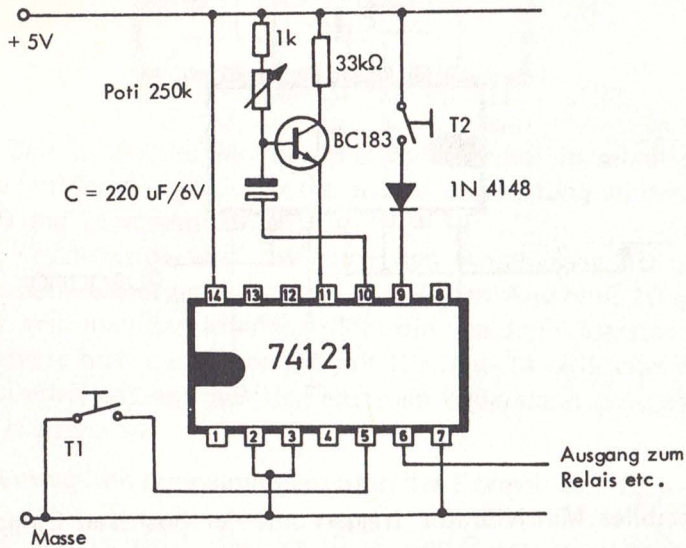 + 5V
1k
33kΩ
Poti 250k
BC183
T2
C = 220 uF/6V
1N 4148
14 13 12 11 10 9 8
74121
1 2 3 4 5 6 7
T1
Ausgang zum
Relais etc.
Masse